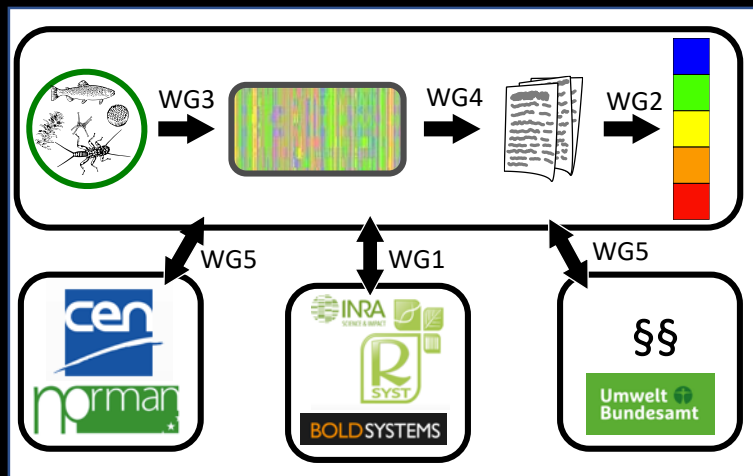 WG3
WG4
WG2
WG5
WG1
WG5
cen
norman
INRA
SCIENCE & IMPACT
R
SYST
BOLDSYSTEMS
§§
Umwelt
Bundesamt